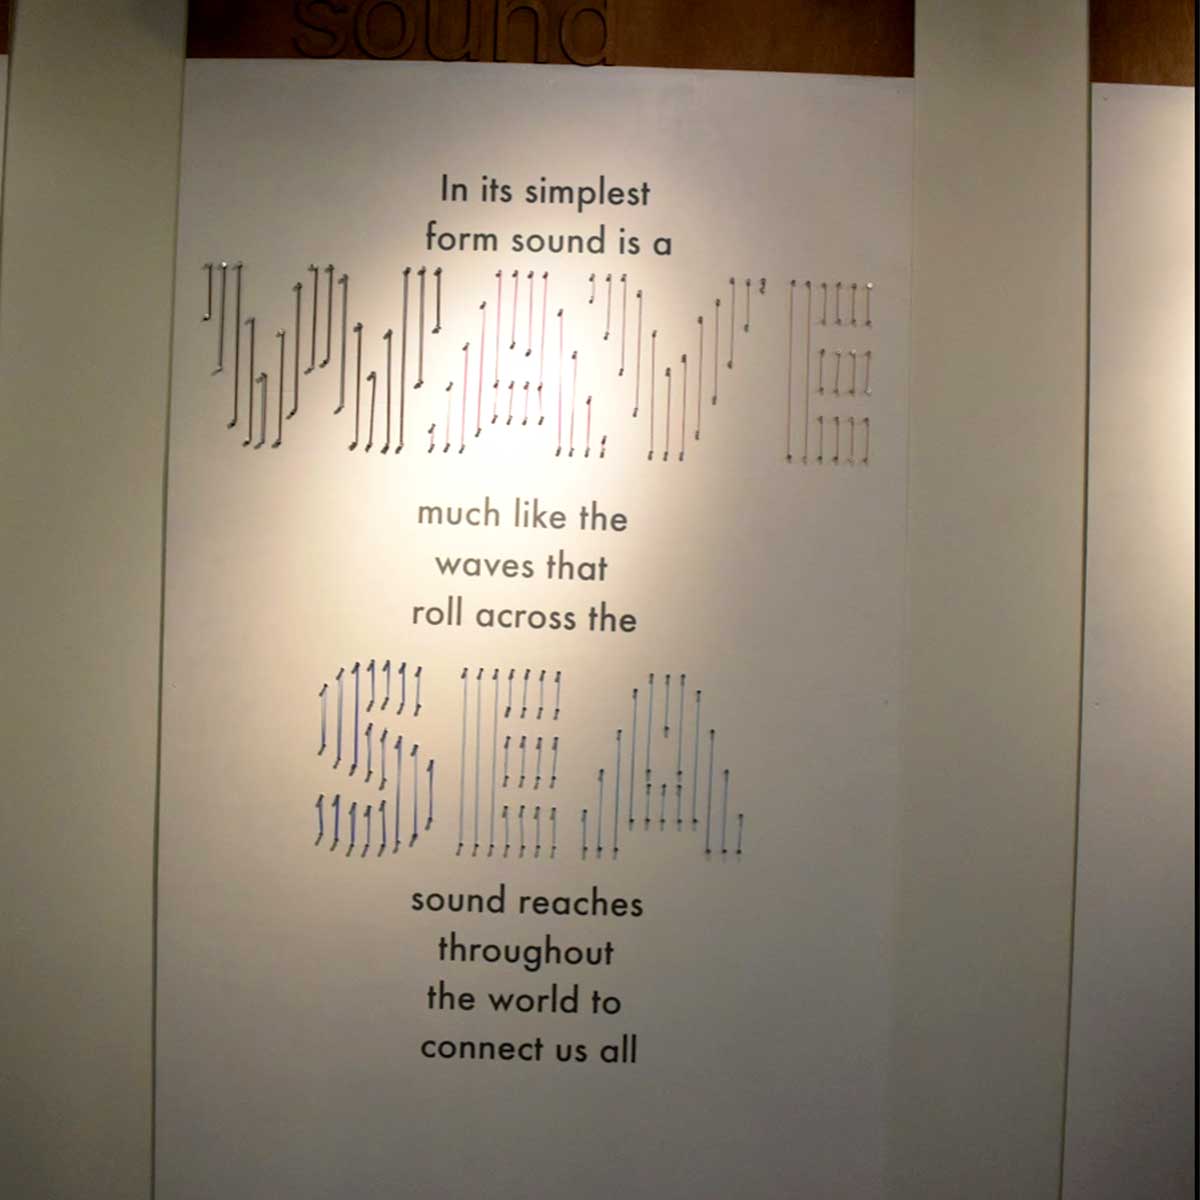 sound
In its simplest
form sound is a
WAVE
much like the
waves that
roll across the
SEA
sound reaches
throughout
the world to
connect us all